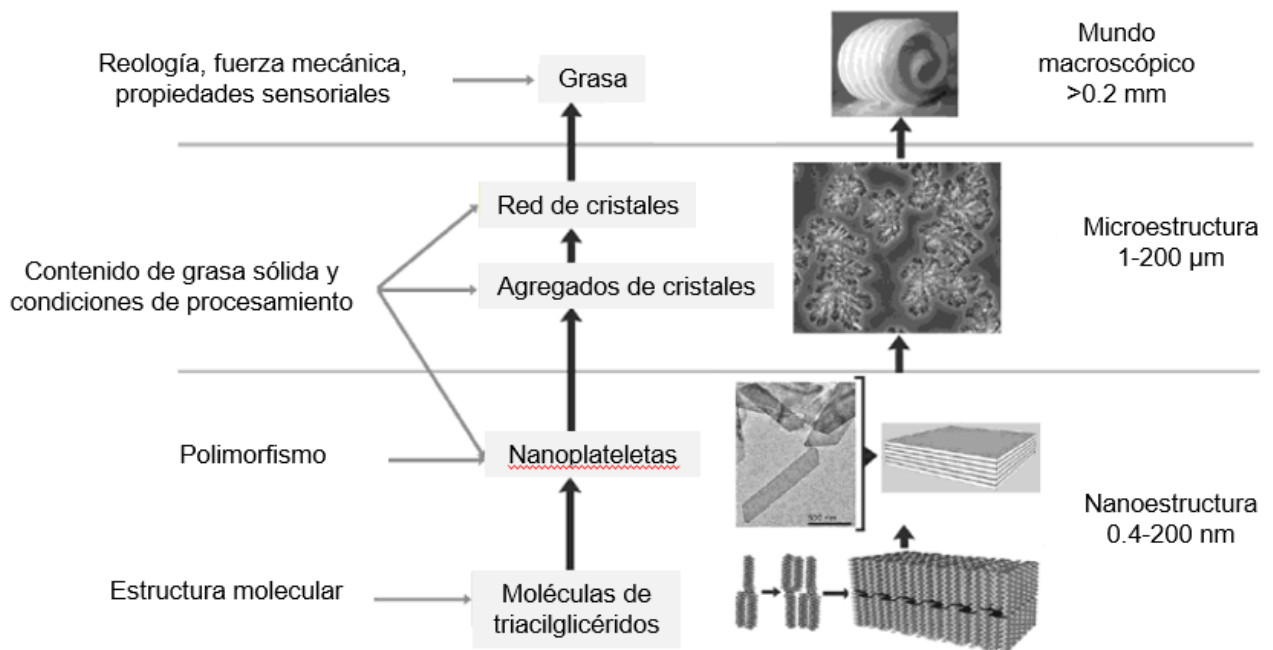 Reología, fuerza mecánica,
propiedades sensoriales
Grasa
Mundo
macroscópico
>0.2 mm
Red de cristales
Contenido de grasa sólida y
condiciones de procesamiento
Agregados de cristales
Microestructura
1-200 µm
Polimorfismo
Nanoplateletas
500 nm
Nanoestructura
0.4-200 nm
Estructura molecular
Moléculas de
triacilglicéridos